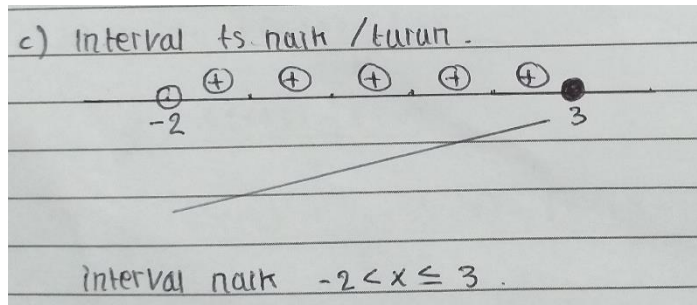 c) Interval fs. naik / turun.
⊕ ⊕ ⊕ ⊕ ⊕
-2 3
interval naik -2 < x ≤ 3.